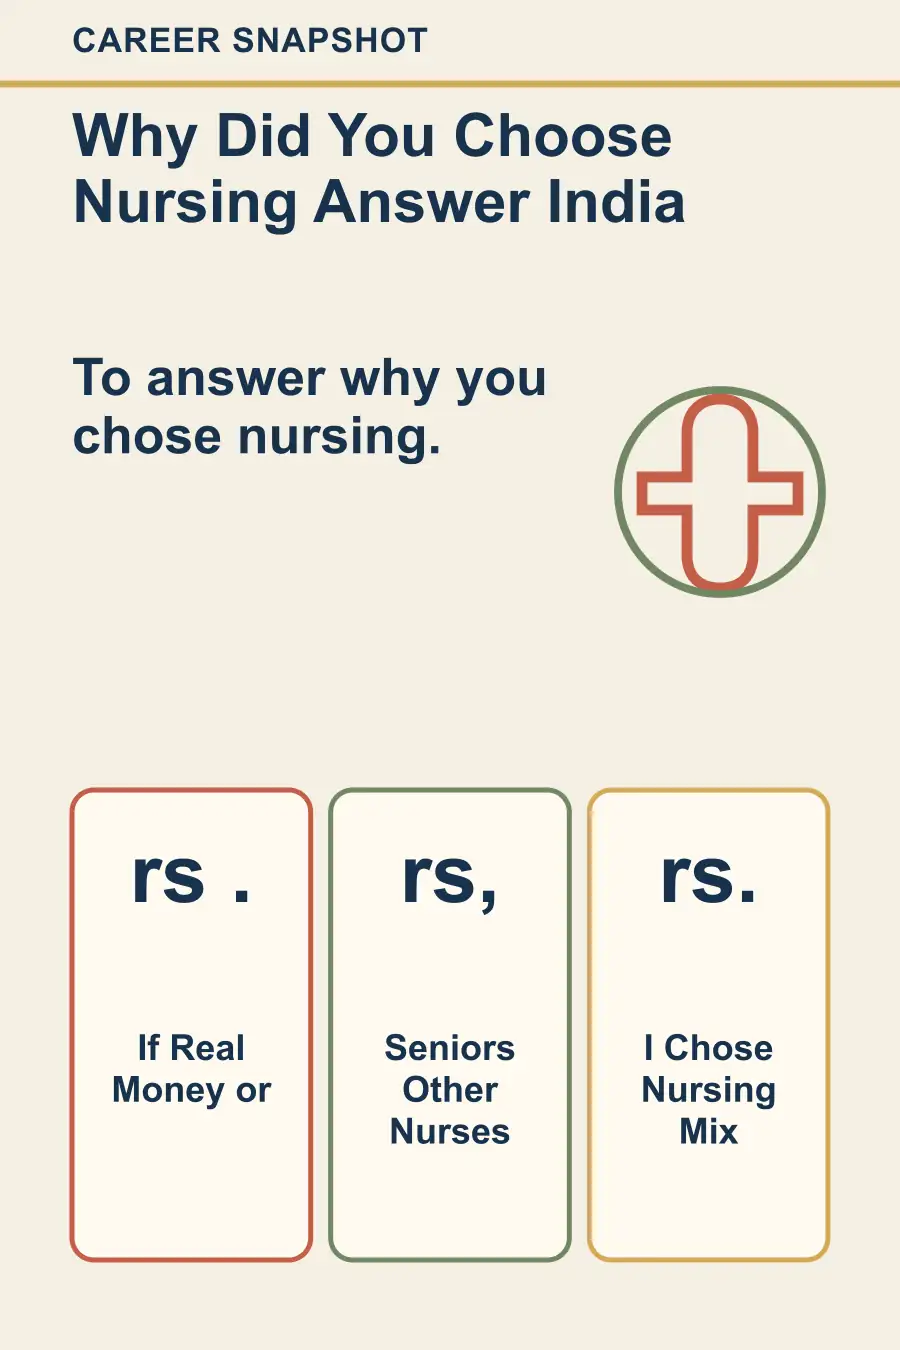 CAREER SNAPSHOT
Why Did You Choose
Nursing Answer India
To answer why you
chose nursing.
rs .
If Real
Money or
rs,
Seniors
Other
Nurses
rs.
I Chose
Nursing
Mix